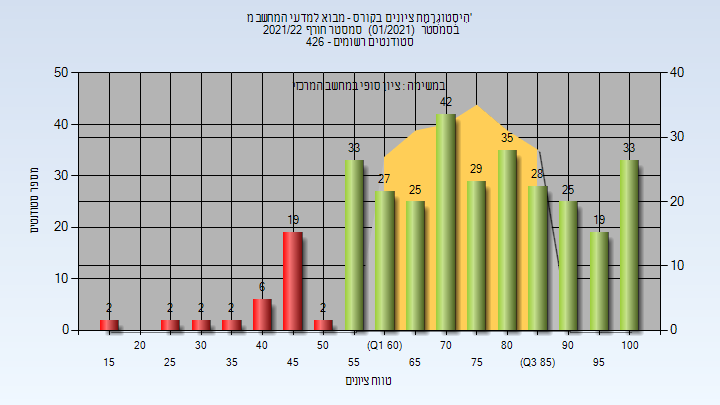 הִיסטוגרמַת ציונים בקורס - מבוא למדעי המחשב מ'
בסמסטר (01/2021) סמסטר חורף 2021/22
סטודנטים רשומים - 426
במשימה : ציון סופי במחשב המרכזי
50 40 30 20 10 0
40 30 20 10 0
מספר סטודנטים
2 2 2 2 6 19 2 33 27 25 42 29 35 28 25 19 33
20 30 40 50 (Q1 60) 70 80 90 100
15 25 35 45 55 65 75 (Q3 85) 95
טווח ציונים